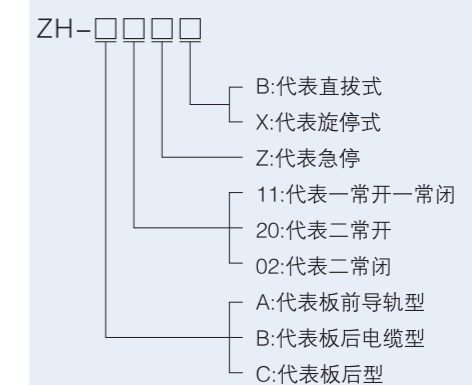 ZH-□□□□
B:代表直拔式
X:代表旋停式
Z:代表急停
11:代表一常开一常闭
20:代表二常开
02:代表二常闭
A:代表板前导轨型
B:代表板后电缆型
C:代表板后型